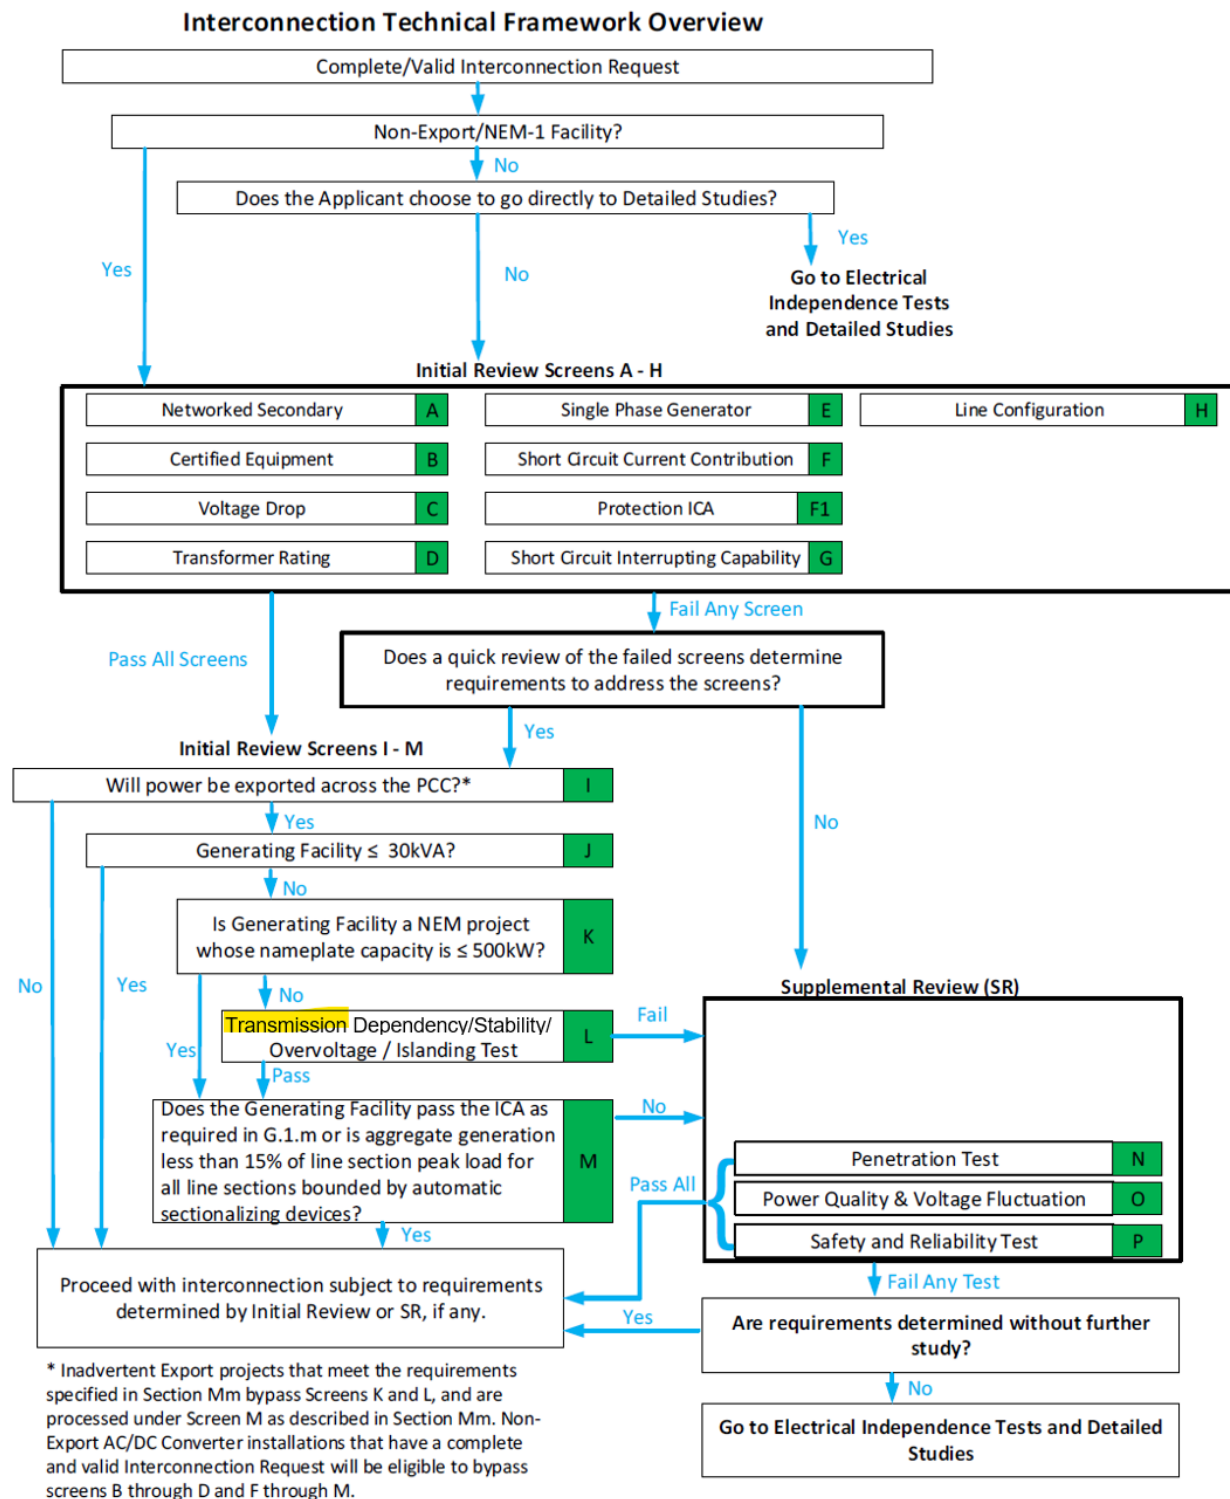 Interconnection Technical Framework Overview
Complete/Valid Interconnection Request
Non-Export/NEM-1 Facility?
No
Does the Applicant choose to go directly to Detailed Studies?
Yes
Yes
No
Go to Electrical
Independence Tests
and Detailed Studies
Initial Review Screens A - H
Networked Secondary A
Single Phase Generator E
Line Configuration H
Certified Equipment B
Short Circuit Current Contribution F
Voltage Drop C
Protection ICA F1
Transformer Rating D
Short Circuit Interrupting Capability G
Fail Any Screen
Pass All Screens
Does a quick review of the failed screens determine
requirements to address the screens?
Yes
Initial Review Screens I - M
Will power be exported across the PCC?* I
Yes
No
Generating Facility ≤ 30kVA? J
No
Is Generating Facility a NEM project
whose nameplate capacity is ≤ 500kW?
K
No
Yes
No
Supplemental Review (SR)
Transmission Dependency/Stability/
Overvoltage / Islanding Test
L
Fail
Yes
Pass
Does the Generating Facility pass the ICA as
required in G.1.m or is aggregate generation
less than 15% of line section peak load for
all line sections bounded by automatic
sectionalizing devices?
M
No
Penetration Test N
Pass All
Power Quality & Voltage Fluctuation O
Safety and Reliability Test P
Yes
Proceed with interconnection subject to requirements
determined by Initial Review or SR, if any.
Fail Any Test
Yes
Are requirements determined without further
study?
No
Go to Electrical Independence Tests and Detailed
Studies
* Inadvertent Export projects that meet the requirements
specified in Section Mm bypass Screens K and L, and are
processed under Screen M as described in Section Mm. Non-
Export AC/DC Converter installations that have a complete
and valid Interconnection Request will be eligible to bypass
screens B through D and F through M.